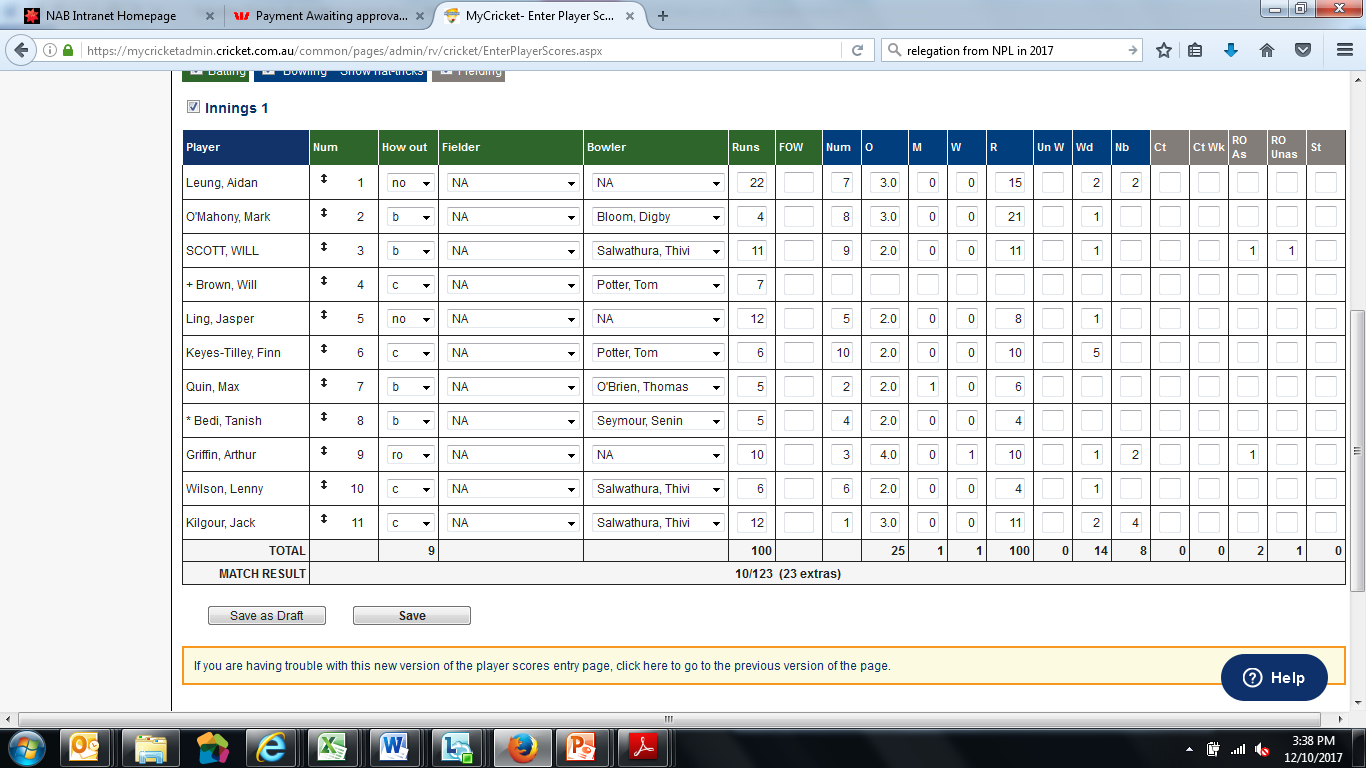 NAB Intranet Homepage × Payment Awaiting approva... × MyCricket- Enter Player Sc... × +
https://mycricketadmin.cricket.com.au/common/pages/admin/rv/cricket/EnterPlayerScores.aspx relegation from NPL in 2017
Batting Bowling Show hat-tricks Fielding
Innings 1
Player Num How out Fielder Bowler Runs FOW Num O M W R Un W Wd Nb Ct Ct Wk RO As RO Unas St
Leung, Aidan 1 no NA NA 22 7 3.0 0 0 15 2 2
O'Mahony, Mark 2 b NA Bloom, Digby 4 8 3.0 0 0 21 1
SCOTT, WILL 3 b NA Salwathura, Thivi 11 9 2.0 0 0 11 1 1 1
+ Brown, Will 4 c NA Potter, Tom 7
Ling, Jasper 5 no NA NA 12 5 2.0 0 0 8 1
Keyes-Tilley, Finn 6 c NA Potter, Tom 6 10 2.0 0 0 10 5
Quin, Max 7 b NA O'Brien, Thomas 5 2 2.0 1 0 6
* Bedi, Tanish 8 b NA Seymour, Senin 5 4 2.0 0 0 4
Griffin, Arthur 9 ro NA NA 10 3 4.0 0 1 10 1 2 1
Wilson, Lenny 10 c NA Salwathura, Thivi 6 6 2.0 0 0 4 1
Kilgour, Jack 11 c NA Salwathura, Thivi 12 1 3.0 0 0 11 2 4
TOTAL 9 100 25 1 1 100 0 14 8 0 0 2 1 0
MATCH RESULT 10/123 (23 extras)
Save as Draft Save
If you are having trouble with this new version of the player scores entry page, click here to go to the previous version of the page.
Help
3:38 PM
12/10/2017